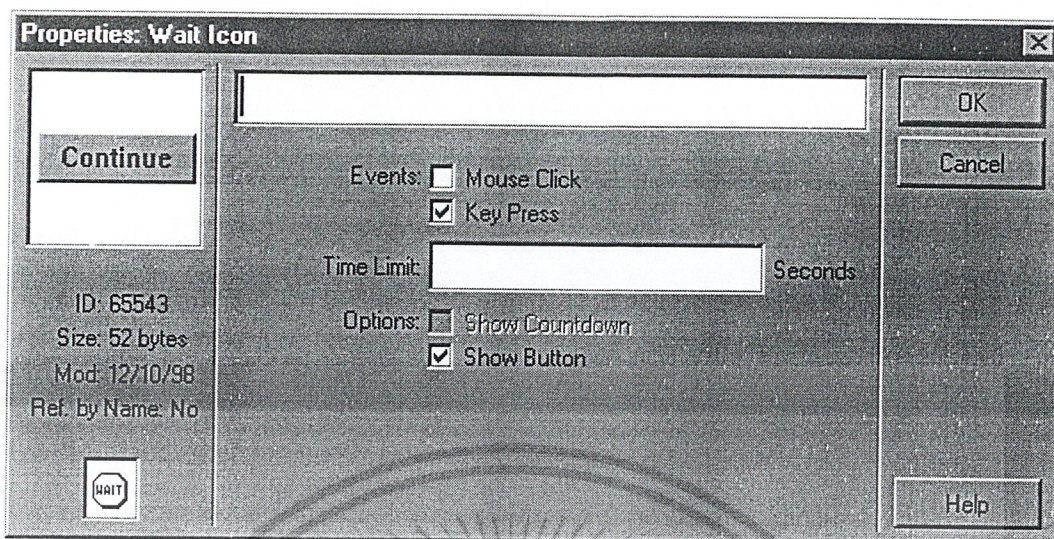 Properties: Wait Icon
OK
Continue
Cancel
Events: Mouse Click
Key Press
Time Limit: Seconds
ID: 65543
Options: Show Countdown
Size: 52 bytes
Show Button
Mod: 12/10/98
Ref. by Name: No
WAIT
Help